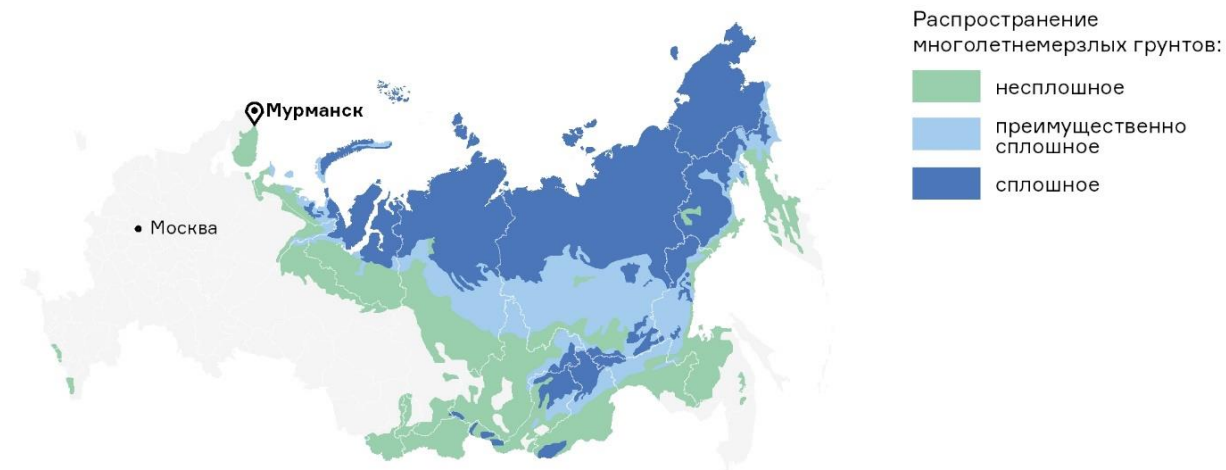 Распространение
многолетнемерзлых грунтов:
несплошное
преимущественно
сплошное
сплошное
Мурманск
Москва